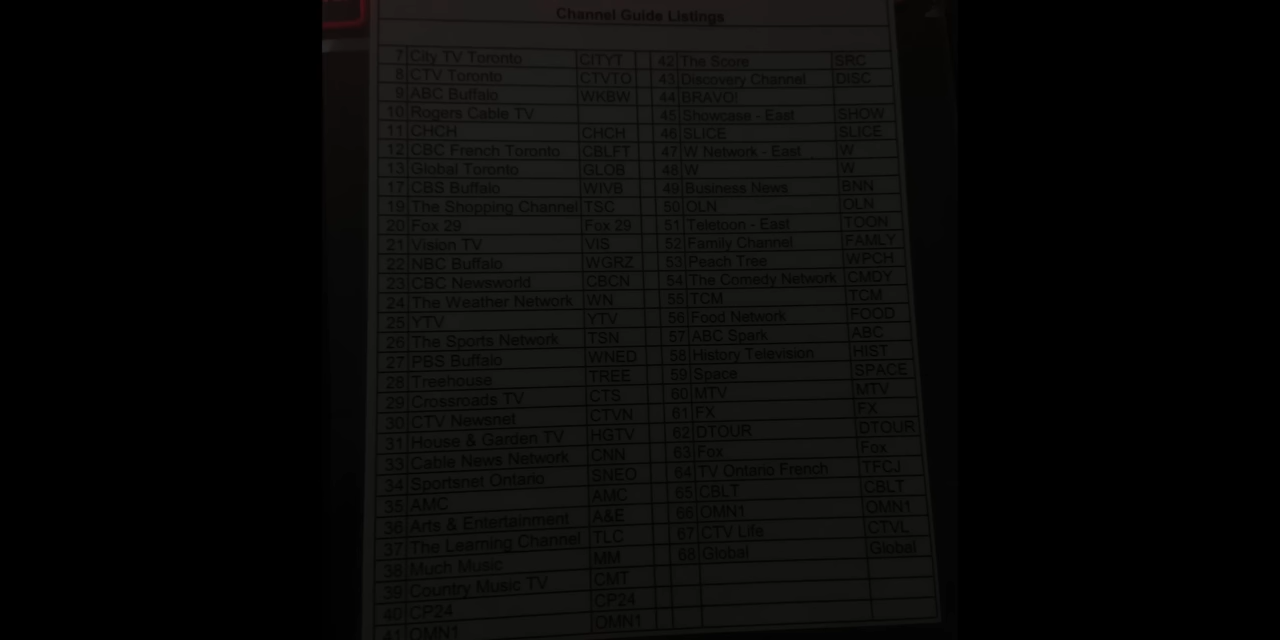 Channel Guide Listings
7 City TV Toronto CITYT 42 The Score SRC
8 CTV Toronto CTVTO 43 Discovery Channel DISC
9 ABC Buffalo WKBW 44 BRAVO!
10 Rogers Cable TV 45 Showcase - East SHOW
11 CHCH CHCH 46 SLICE SLICE
12 CBC French Toronto CBLFT 47 W Network - East W
13 Global Toronto GLOB 48 W W
17 CBS Buffalo WIVB 49 Business News BNN
19 The Shopping Channel TSC 50 OLN OLN
20 Fox 29 Fox 29 51 Teletoon - East TOON
21 Vision TV VIS 52 Family Channel FAMLY
22 NBC Buffalo WGRZ 53 Peach Tree WPCH
23 CBC Newsworld CBCN 54 The Comedy Network CMDY
24 The Weather Network WN 55 TCM TCM
25 YTV YTV 56 Food Network FOOD
26 The Sports Network TSN 57 ABC Spark ABC
27 PBS Buffalo WNED 58 History Television HIST
28 Treehouse TREE 59 Space SPACE
29 Crossroads TV CTS 60 MTV MTV
30 CTV Newsnet CTVN 61 FX FX
31 House & Garden TV HGTV 62 DTOUR DTOUR
33 Cable News Network CNN 63 Fox Fox
34 Sportsnet Ontario SNEO 64 TV Ontario French TFCJ
35 AMC AMC 65 CBLT CBLT
36 Arts & Entertainment A&E 66 OMN1 OMN1
37 The Learning Channel TLC 67 CTV Life CTVL
38 Much Music MM 68 Global Global
39 Country Music TV CMT
40 CP24 CP24
41 OMN1 OMN1